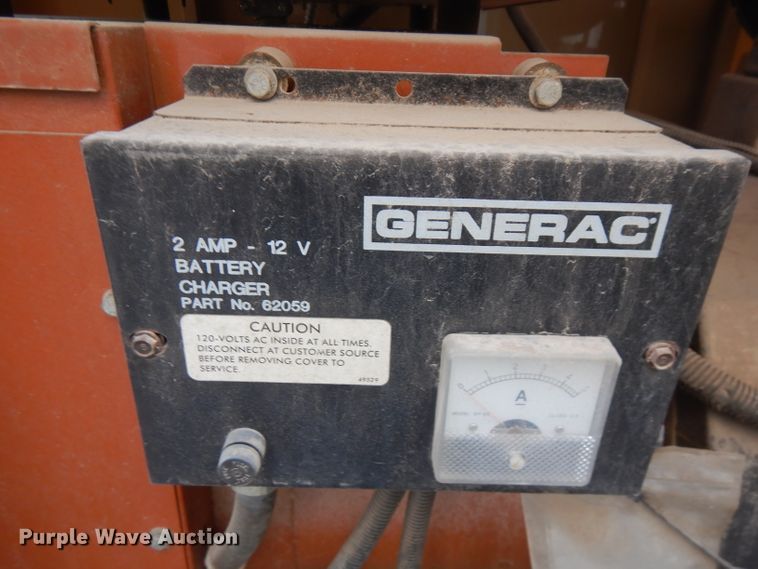 GENERAC
2 AMP - 12 V
BATTERY
CHARGER
PART No. 62059
CAUTION
120-VOLTS AC INSIDE AT ALL TIMES.
DISCONNECT AT CUSTOMER SOURCE
BEFORE REMOVING COVER TO
SERVICE.
49529
A
Purple Wave Auction